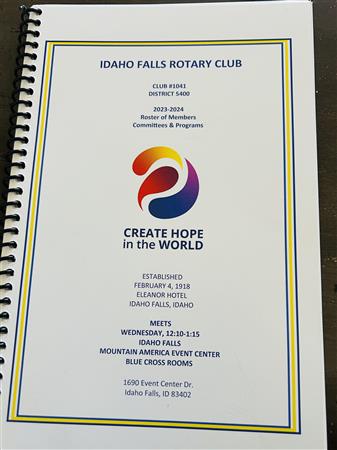 IDAHO FALLS ROTARY CLUB
CLUB #1041
DISTRICT 5400
2023-2024
Roster of Members
Committees & Programs
CREATE HOPE
in the WORLD
ESTABLISHED
FEBRUARY 4, 1918
ELEANOR HOTEL
IDAHO FALLS, IDAHO
MEETS
WEDNESDAY, 12:10-1:15
IDAHO FALLS
MOUNTAIN AMERICA EVENT CENTER
BLUE CROSS ROOMS
1690 Event Center Dr.
Idaho Falls, ID 83402